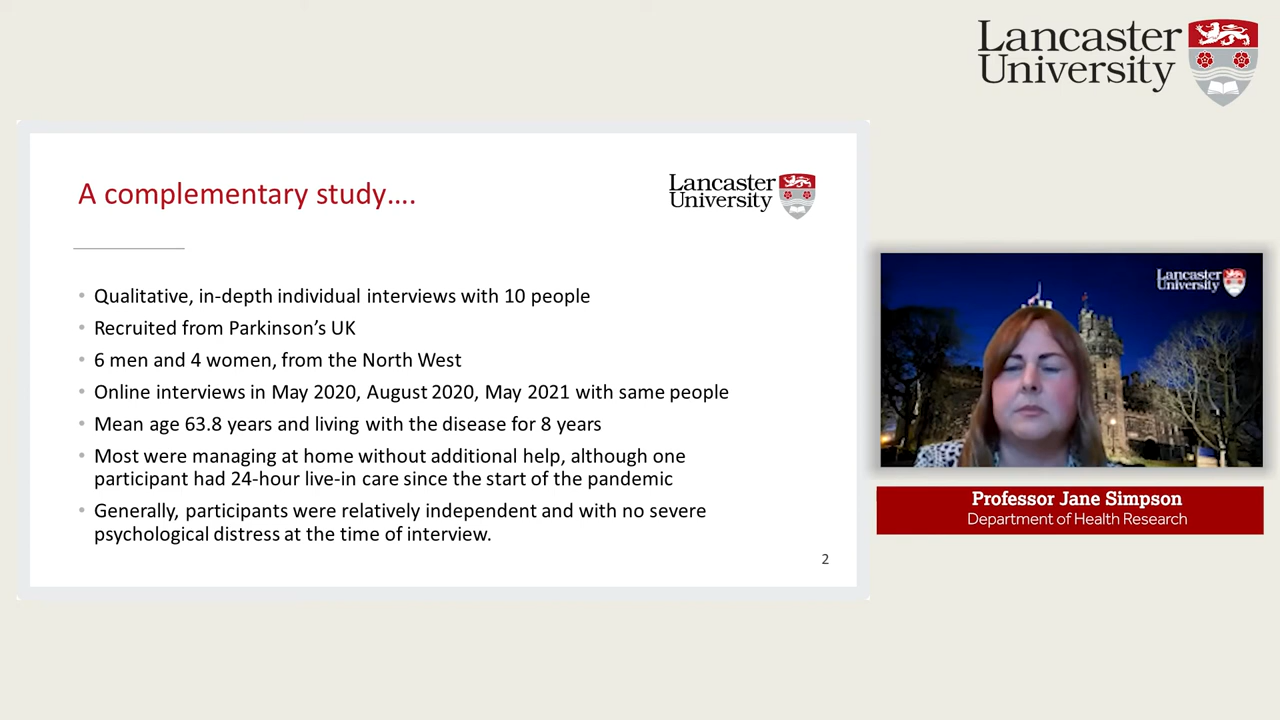 Lancaster
University
A complementary study....
Lancaster
University
• Qualitative, in-depth individual interviews with 10 people
• Recruited from Parkinson's UK
• 6 men and 4 women, from the North West
• Online interviews in May 2020, August 2020, May 2021 with same people
• Mean age 63.8 years and living with the disease for 8 years
• Most were managing at home without additional help, although one
participant had 24-hour live-in care since the start of the pandemic
• Generally, participants were relatively independent and with no severe
psychological distress at the time of interview.
2
Lancaster
University
Professor Jane Simpson
Department of Health Research